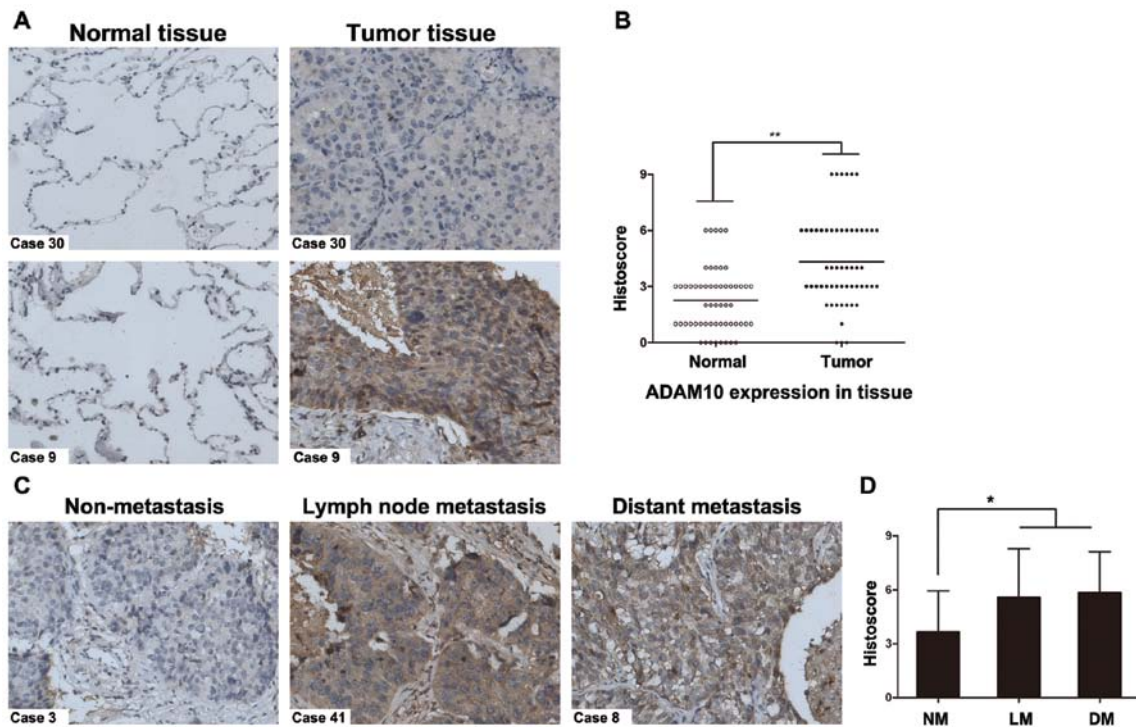 A
Normal tissue
Tumor tissue
Case 30
Case 30
Case 9
Case 9
B
**
9
6
3
0
Histoscore
Normal
Tumor
ADAM10 expression in tissue
C
Non-metastasis
Lymph node metastasis
Distant metastasis
Case 3
Case 41
Case 8
D
*
9
6
3
0
Histoscore
NM
LM
DM